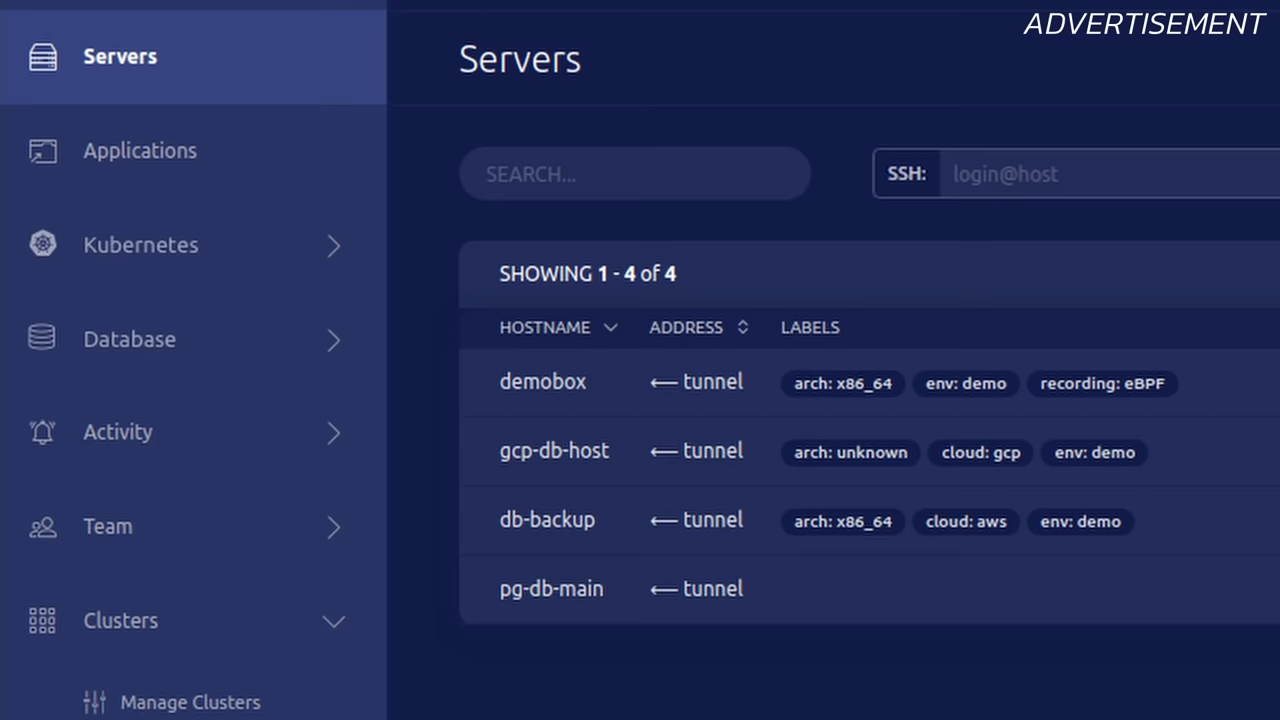 ADVERTISEMENT
Servers
Applications
Kubernetes
Database
Activity
Team
Clusters
Manage Clusters
Servers
SEARCH...
SSH: login@host
SHOWING 1 - 4 of 4
HOSTNAME ADDRESS LABELS
demobox tunnel arch: x86_64 env: demo recording: eBPF
gcp-db-host tunnel arch: unknown cloud: gcp env: demo
db-backup tunnel arch: x86_64 cloud: aws env: demo
pg-db-main tunnel